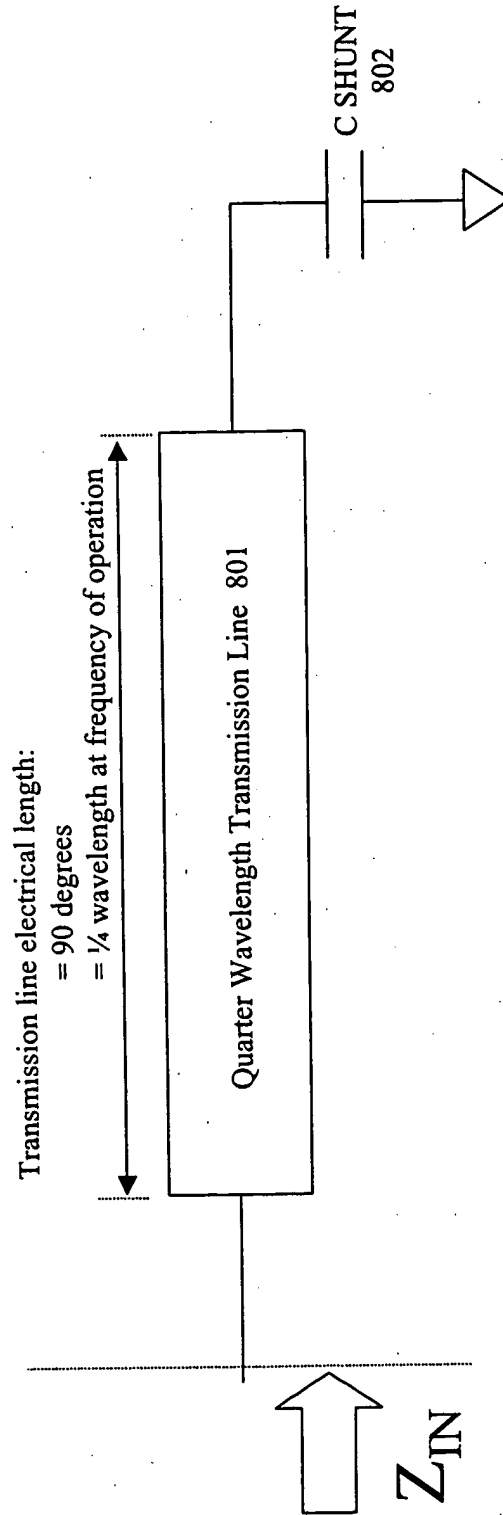 Transmission line electrical length:
= 90 degrees
= ¼ wavelength at frequency of operation
Quarter Wavelength Transmission Line 801
C SHUNT
802
Z_IN